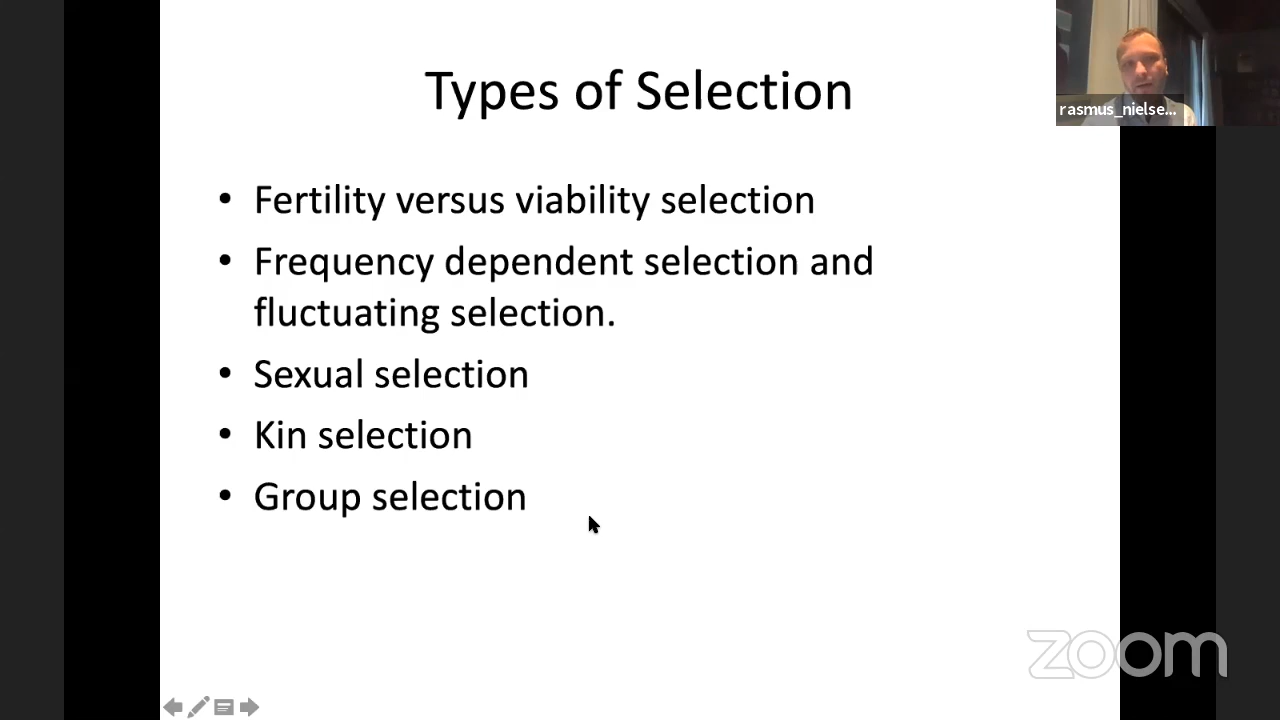 Types of Selection
rasmus_nielse...
• Fertility versus viability selection
• Frequency dependent selection and
fluctuating selection.
• Sexual selection
• Kin selection
• Group selection
zoom